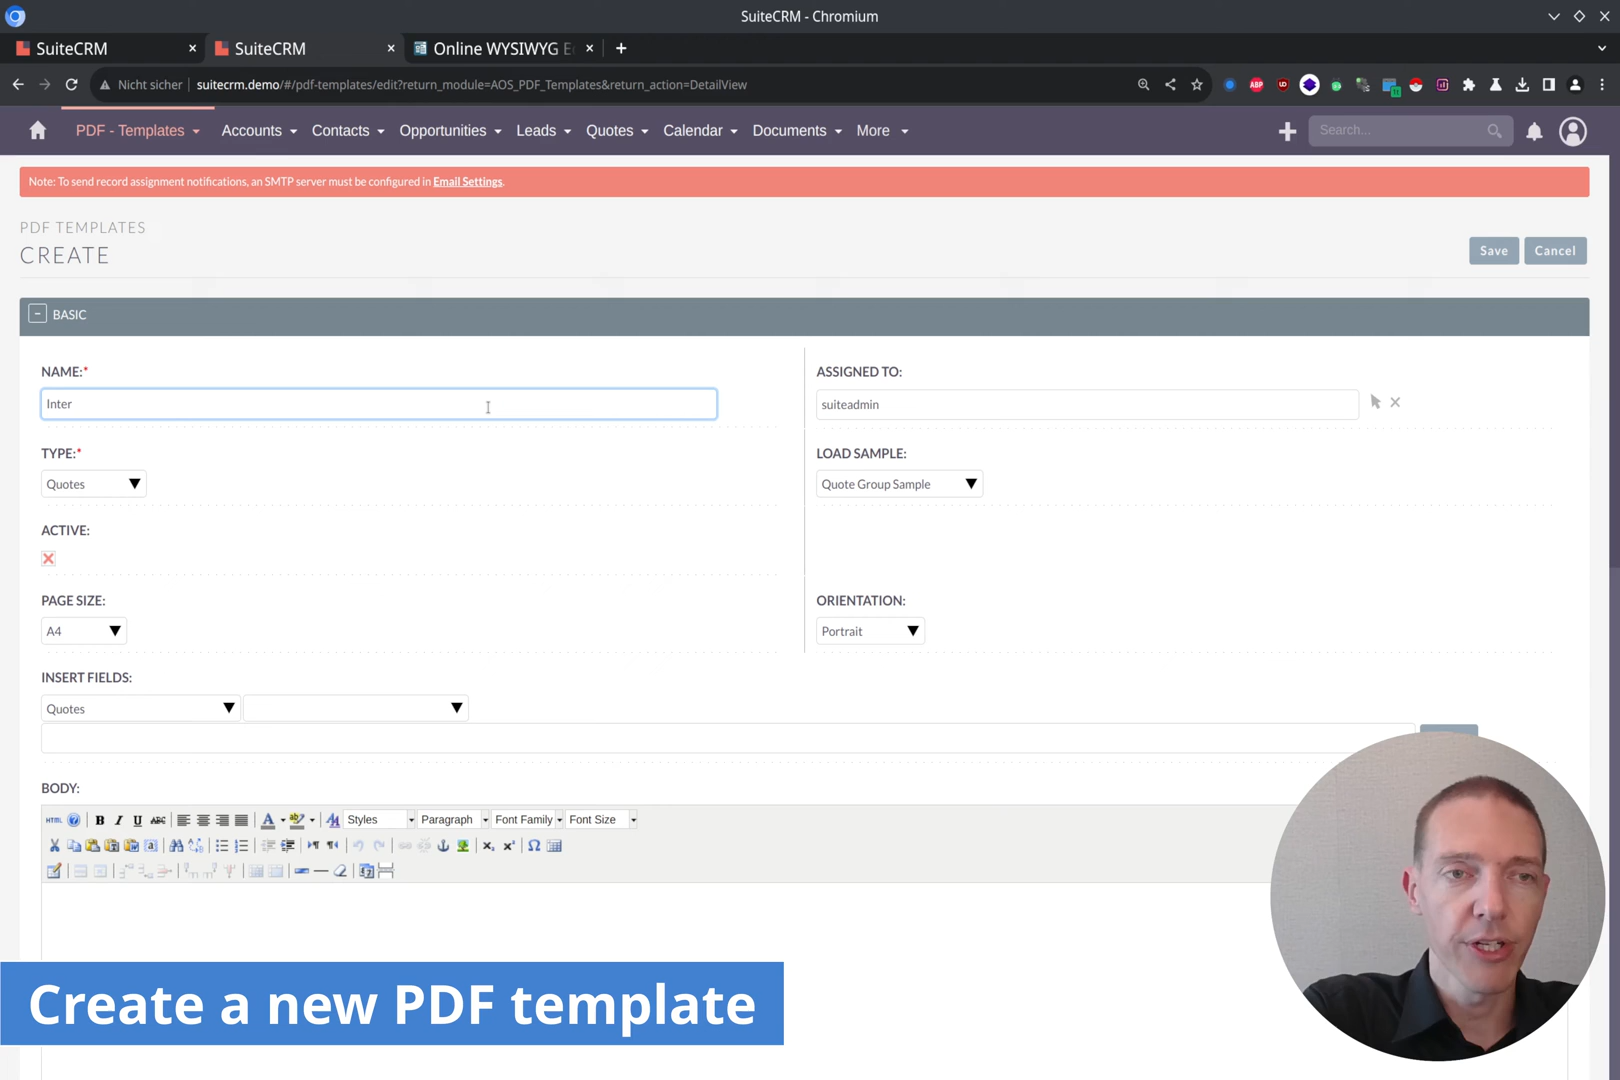 SuiteCRM - Chromium
SuiteCRM
SuiteCRM
Online WYSIWYG E
Nicht sicher
suitecrm.demo/#/pdf-templates/edit?return_module=AOS_PDF_Templates&return_action=DetailView
PDF - Templates
Accounts
Contacts
Opportunities
Leads
Quotes
Calendar
Documents
More
Search...
Note: To send record assignment notifications, an SMTP server must be configured in Email Settings.
PDF TEMPLATES
CREATE
Save
Cancel
BASIC
NAME:*
Inter
ASSIGNED TO:
suiteadmin
TYPE:*
Quotes
LOAD SAMPLE:
Quote Group Sample
ACTIVE:
PAGE SIZE:
A4
ORIENTATION:
Portrait
INSERT FIELDS:
Quotes
BODY:
HTML
B I U ABC
Styles
Paragraph
Font Family
Font Size
Create a new PDF template